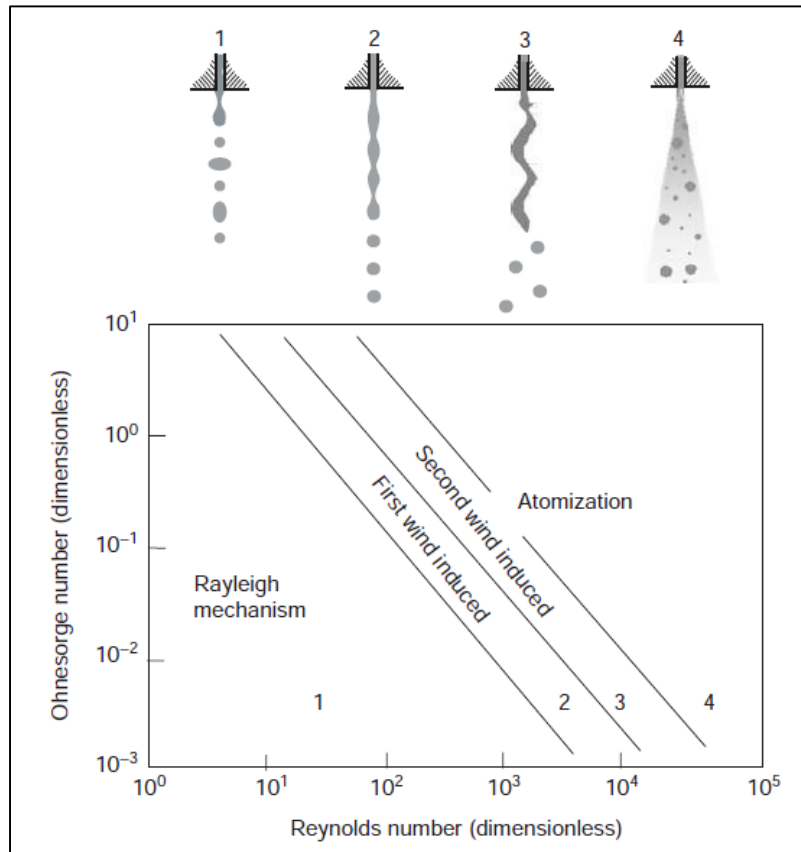 1 2 3 4
10¹
10⁰
10⁻¹
10⁻²
10⁻³
Ohnesorge number (dimensionless)
First wind induced
Second wind induced
Atomization
Rayleigh
mechanism
1 2 3 4
10⁰ 10¹ 10² 10³ 10⁴ 10⁵
Reynolds number (dimensionless)